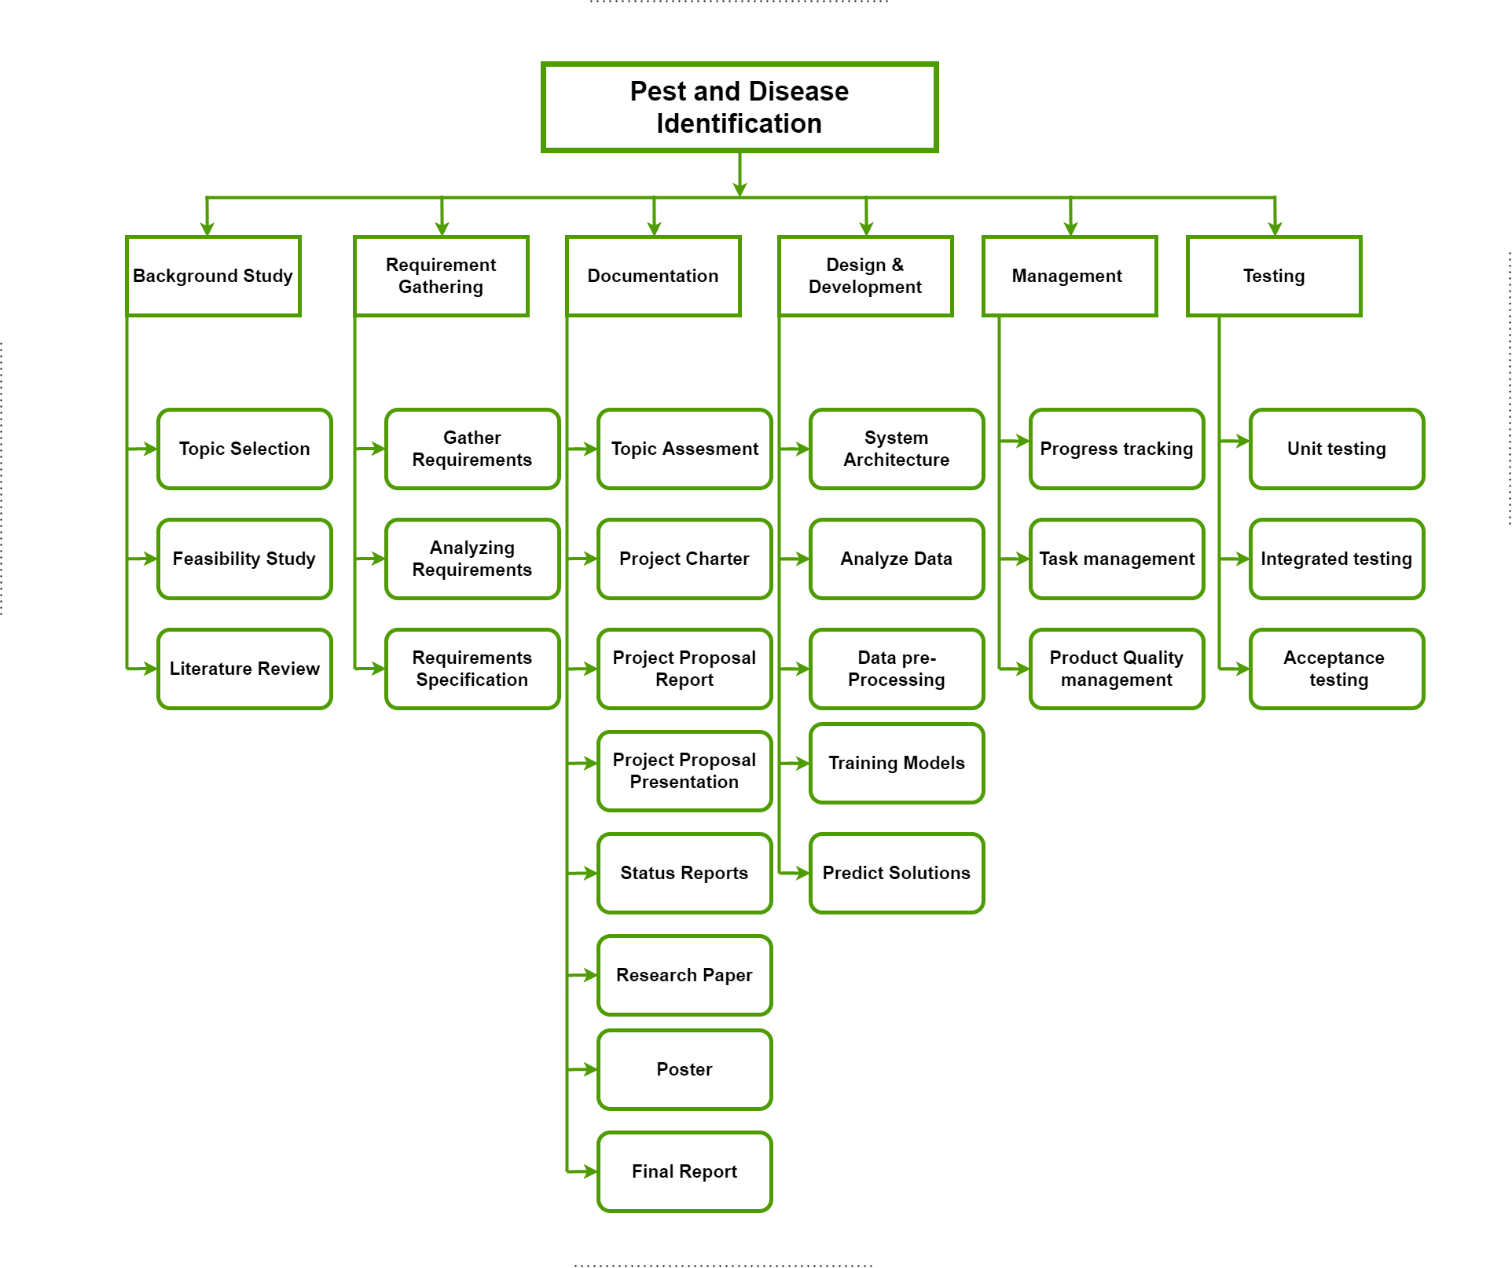 Pest and Disease
Identification
Background Study
Requirement
Gathering
Documentation
Design &
Development
Management
Testing
Topic Selection
Feasibility Study
Literature Review
Gather
Requirements
Analyzing
Requirements
Requirements
Specification
Topic Assesment
Project Charter
Project Proposal
Report
Project Proposal
Presentation
Status Reports
Research Paper
Poster
Final Report
System
Architecture
Analyze Data
Data pre-
Processing
Training Models
Predict Solutions
Progress tracking
Task management
Product Quality
management
Unit testing
Integrated testing
Acceptance
testing